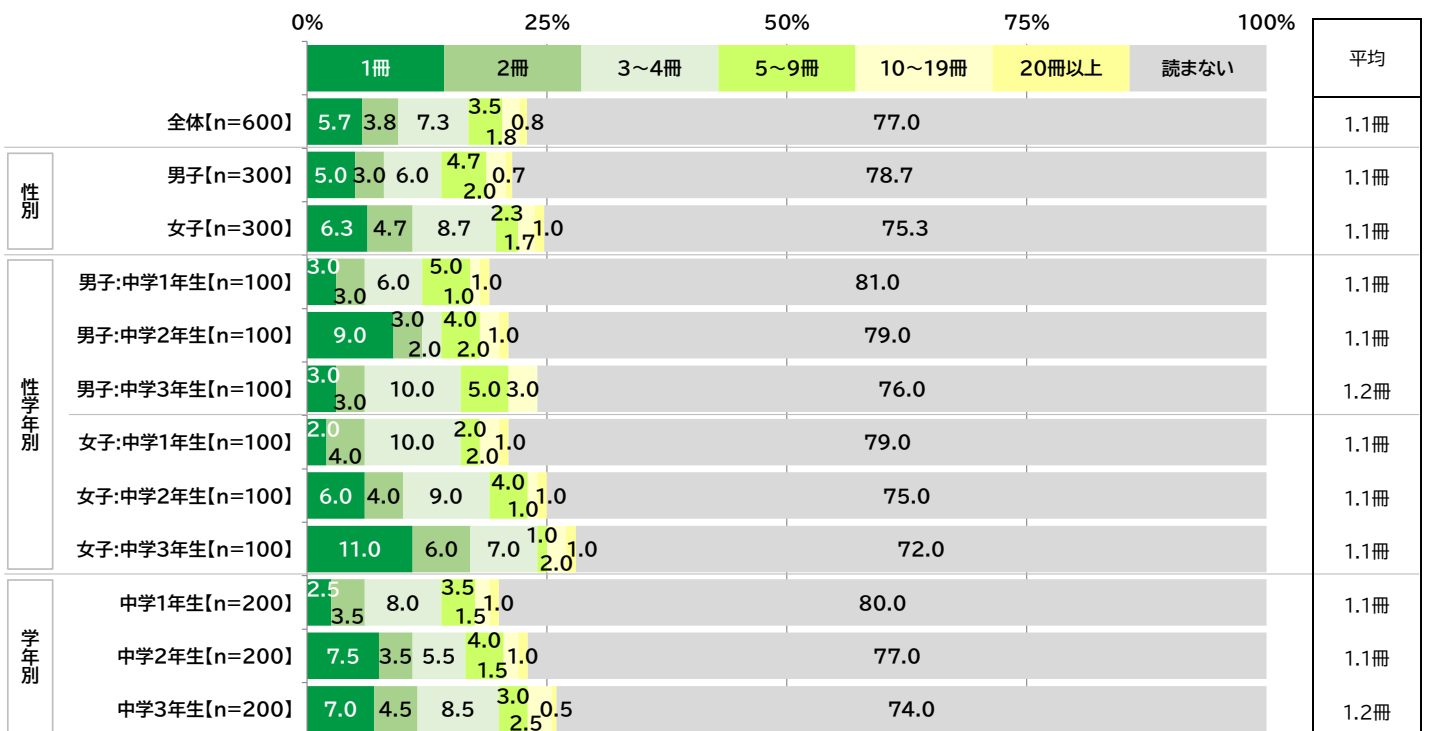 0% 25% 50% 75% 100%
1冊 2冊 3～4冊 5～9冊 10～19冊 20冊以上 読まない 平均
全体【n=600】 5.7 3.8 7.3 3.5 1.8 0.8 77.0 1.1冊
性別
男子【n=300】 5.0 3.0 6.0 4.7 2.0 0.7 78.7 1.1冊
女子【n=300】 6.3 4.7 8.7 2.3 1.7 1.0 75.3 1.1冊
性学年別
男子:中学1年生【n=100】 3.0 3.0 6.0 5.0 1.0 1.0 81.0 1.1冊
男子:中学2年生【n=100】 9.0 3.0 2.0 4.0 2.0 1.0 79.0 1.1冊
男子:中学3年生【n=100】 3.0 3.0 10.0 5.0 3.0 76.0 1.2冊
女子:中学1年生【n=100】 2.0 4.0 10.0 2.0 2.0 1.0 79.0 1.1冊
女子:中学2年生【n=100】 6.0 4.0 9.0 4.0 1.0 1.0 75.0 1.1冊
女子:中学3年生【n=100】 11.0 6.0 7.0 1.0 2.0 1.0 72.0 1.1冊
学年別
中学1年生【n=200】 2.5 3.5 8.0 3.5 1.5 1.0 80.0 1.1冊
中学2年生【n=200】 7.5 3.5 5.5 4.0 1.5 1.0 77.0 1.1冊
中学3年生【n=200】 7.0 4.5 8.5 3.0 2.5 0.5 74.0 1.2冊